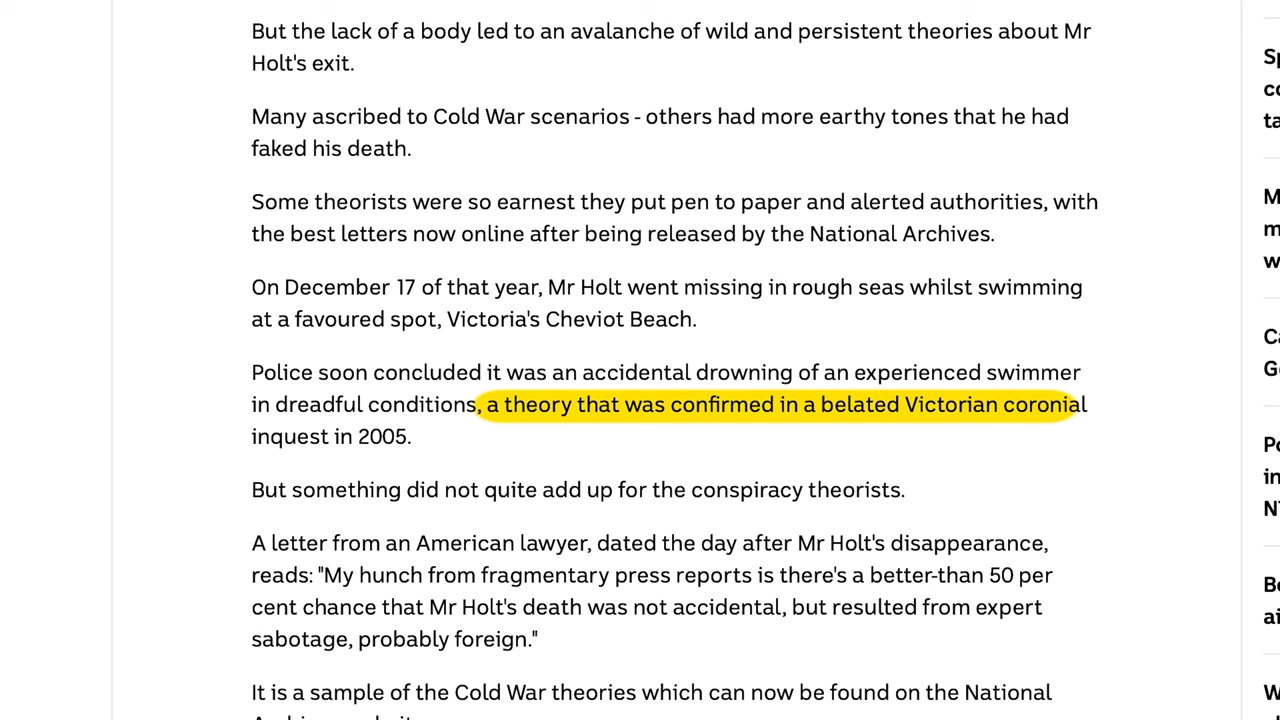 But the lack of a body led to an avalanche of wild and persistent theories about Mr
Holt's exit.
Many ascribed to Cold War scenarios - others had more earthy tones that he had
faked his death.
Some theorists were so earnest they put pen to paper and alerted authorities, with
the best letters now online after being released by the National Archives.
On December 17 of that year, Mr Holt went missing in rough seas whilst swimming
at a favoured spot, Victoria's Cheviot Beach.
Police soon concluded it was an accidental drowning of an experienced swimmer
in dreadful conditions, a theory that was confirmed in a belated Victorian coronial
inquest in 2005.
But something did not quite add up for the conspiracy theorists.
A letter from an American lawyer, dated the day after Mr Holt's disappearance,
reads: "My hunch from fragmentary press reports is there's a better-than 50 per
cent chance that Mr Holt's death was not accidental, but resulted from expert
sabotage, probably foreign."
It is a sample of the Cold War theories which can now be found on the National